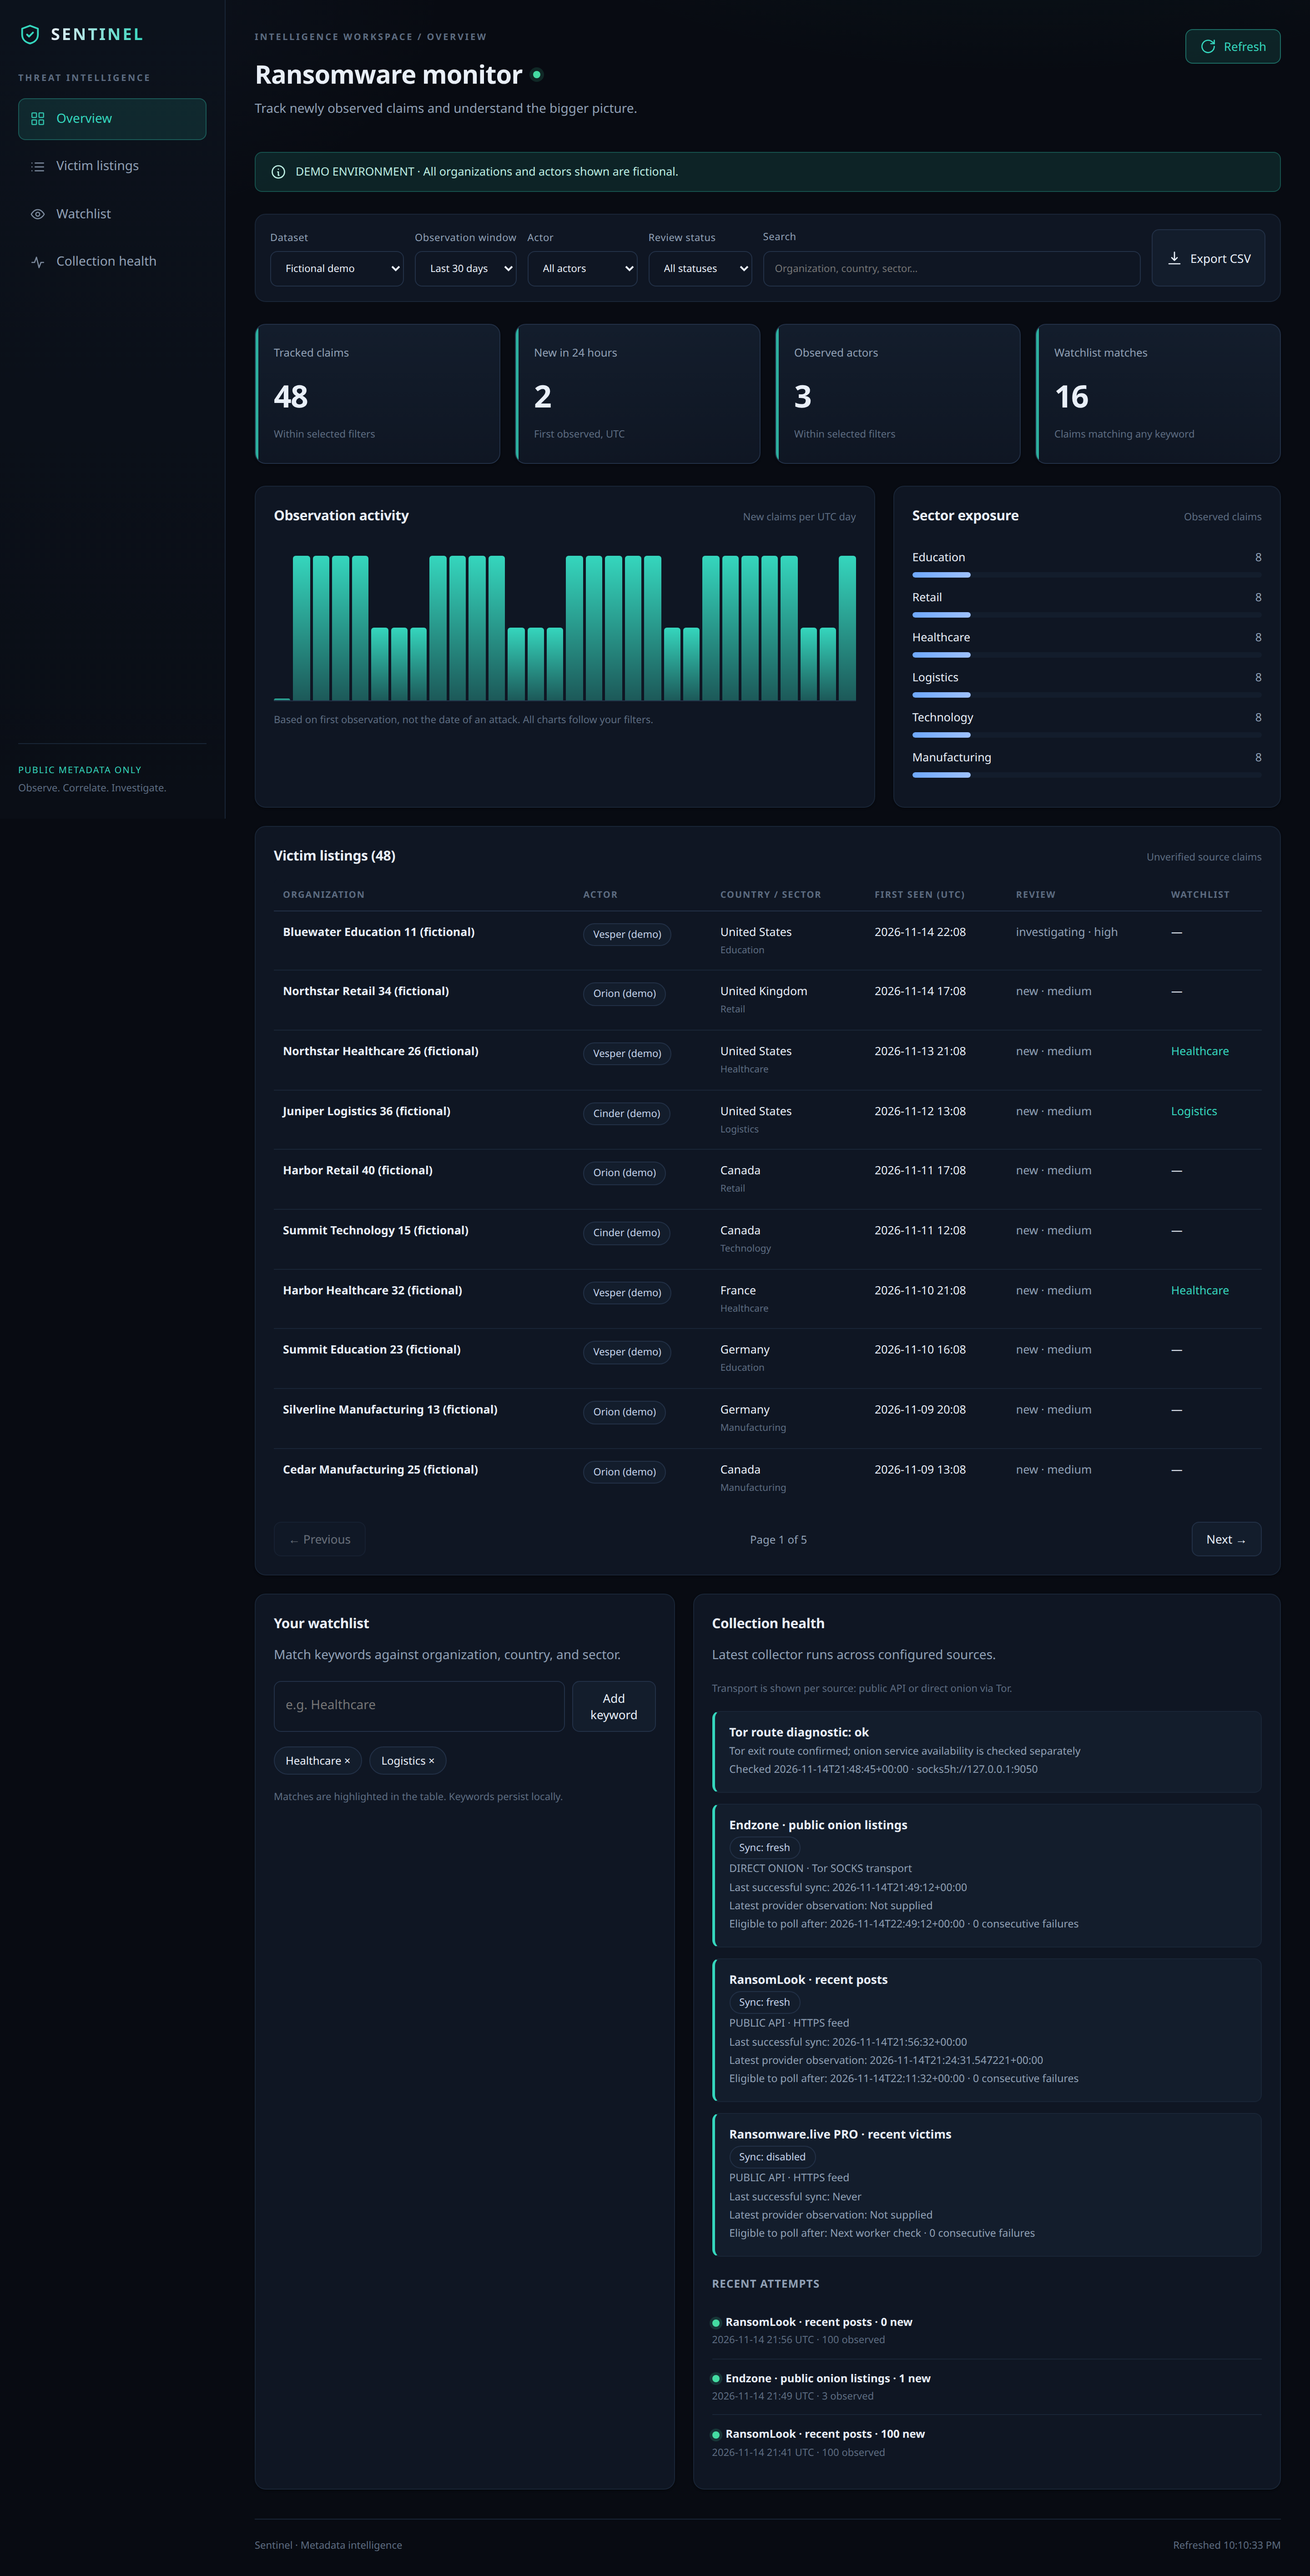 SENTINEL
THREAT INTELLIGENCE
Overview
Victim listings
Watchlist
Collection health
PUBLIC METADATA ONLY
Observe. Correlate. Investigate.
INTELLIGENCE WORKSPACE / OVERVIEW
Ransomware monitor
Track newly observed claims and understand the bigger picture.
Refresh
DEMO ENVIRONMENT · All organizations and actors shown are fictional.
Dataset Observation window Actor Review status Search
Fictional demo Last 30 days All actors All statuses Organization, country, sector...
Export CSV
Tracked claims
48
Within selected filters
New in 24 hours
2
First observed, UTC
Observed actors
3
Within selected filters
Watchlist matches
16
Claims matching any keyword
Observation activity
New claims per UTC day
Based on first observation, not the date of an attack. All charts follow your filters.
Sector exposure
Observed claims
Education 8
Retail 8
Healthcare 8
Logistics 8
Technology 8
Manufacturing 8
Victim listings (48)
Unverified source claims
ORGANIZATION ACTOR COUNTRY / SECTOR FIRST SEEN (UTC) REVIEW WATCHLIST
Bluewater Education 11 (fictional) Vesper (demo) United States 2026-11-14 22:08 investigating · high —
Education
Northstar Retail 34 (fictional) Orion (demo) United Kingdom 2026-11-14 17:08 new · medium —
Retail
Northstar Healthcare 26 (fictional) Vesper (demo) United States 2026-11-13 21:08 new · medium Healthcare
Healthcare
Juniper Logistics 36 (fictional) Cinder (demo) United States 2026-11-12 13:08 new · medium Logistics
Logistics
Harbor Retail 40 (fictional) Orion (demo) Canada 2026-11-11 17:08 new · medium —
Retail
Summit Technology 15 (fictional) Cinder (demo) Canada 2026-11-11 12:08 new · medium —
Technology
Harbor Healthcare 32 (fictional) Vesper (demo) France 2026-11-10 21:08 new · medium Healthcare
Healthcare
Summit Education 23 (fictional) Vesper (demo) Germany 2026-11-10 16:08 new · medium —
Education
Silverline Manufacturing 13 (fictional) Orion (demo) Germany 2026-11-09 20:08 new · medium —
Manufacturing
Cedar Manufacturing 25 (fictional) Orion (demo) Canada 2026-11-09 13:08 new · medium —
Manufacturing
← Previous Page 1 of 5 Next →
Your watchlist
Match keywords against organization, country, and sector.
e.g. Healthcare
Add
keyword
Healthcare × Logistics ×
Matches are highlighted in the table. Keywords persist locally.
Collection health
Latest collector runs across configured sources.
Transport is shown per source: public API or direct onion via Tor.
Tor route diagnostic: ok
Tor exit route confirmed; onion service availability is checked separately
Checked 2026-11-14T21:48:45+00:00 · socks5h://127.0.0.1:9050
Endzone · public onion listings
Sync: fresh
DIRECT ONION · Tor SOCKS transport
Last successful sync: 2026-11-14T21:49:12+00:00
Latest provider observation: Not supplied
Eligible to poll after: 2026-11-14T22:49:12+00:00 · 0 consecutive failures
RansomLook · recent posts
Sync: fresh
PUBLIC API · HTTPS feed
Last successful sync: 2026-11-14T21:56:32+00:00
Latest provider observation: 2026-11-14T21:24:31.547221+00:00
Eligible to poll after: 2026-11-14T22:11:32+00:00 · 0 consecutive failures
Ransomware.live PRO · recent victims
Sync: disabled
PUBLIC API · HTTPS feed
Last successful sync: Never
Latest provider observation: Not supplied
Eligible to poll after: Next worker check · 0 consecutive failures
RECENT ATTEMPTS
RansomLook · recent posts · 0 new
2026-11-14 21:56 UTC · 100 observed
Endzone · public onion listings · 1 new
2026-11-14 21:49 UTC · 3 observed
RansomLook · recent posts · 100 new
2026-11-14 21:41 UTC · 100 observed
Sentinel · Metadata intelligence
Refreshed 10:10:33 PM